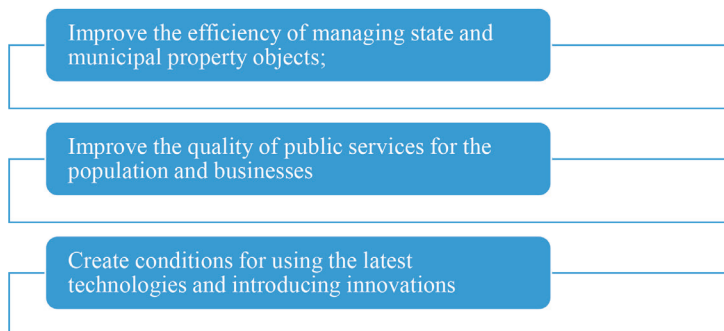 Improve the efficiency of managing state and
municipal property objects;
Improve the quality of public services for the
population and businesses
Create conditions for using the latest
technologies and introducing innovations